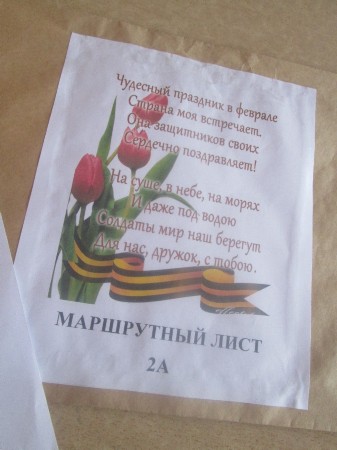 Чудесный праздник в феврале
Страна моя встречает.
Она защитников своих
Сердечно поздравляет!
На суше, в небе, на морях
И даже под водою
Солдаты мир наш берегут
Для нас, дружок, с тобою.
МАРШРУТНЫЙ ЛИСТ
2А